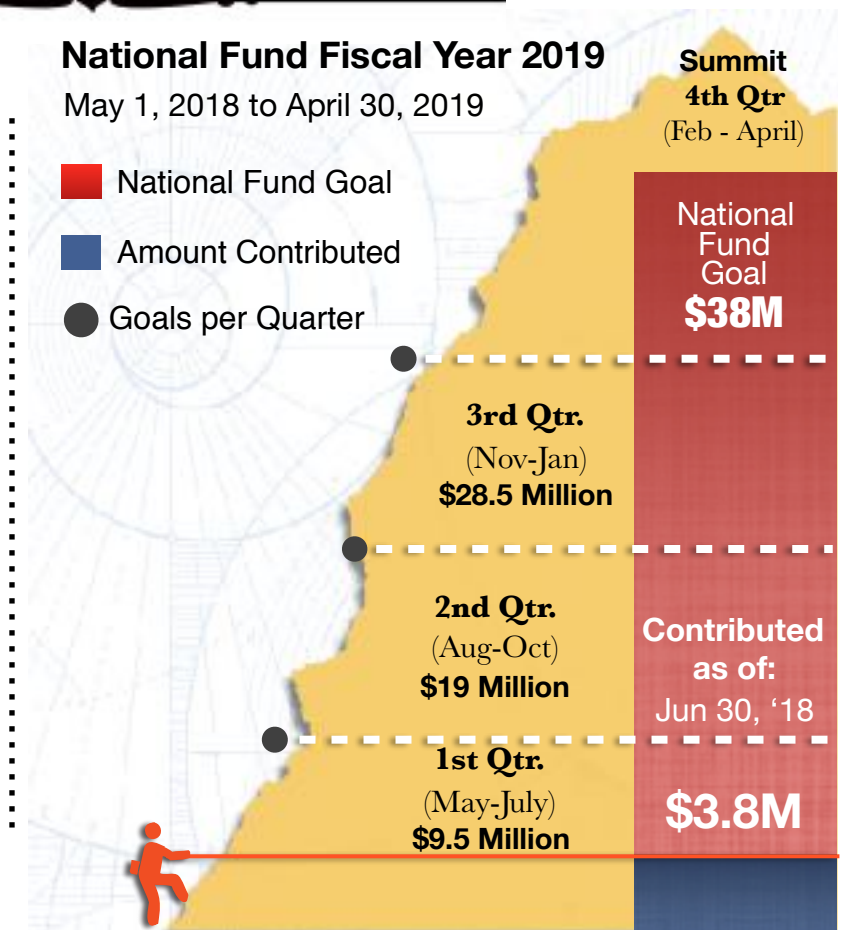 National Fund Fiscal Year 2019
May 1, 2018 to April 30, 2019
National Fund Goal
Amount Contributed
Goals per Quarter
Summit
4th Qtr
(Feb - April)
National
Fund
Goal
$38M
3rd Qtr.
(Nov-Jan)
$28.5 Million
2nd Qtr.
(Aug-Oct)
$19 Million
Contributed
as of:
Jun 30, ‘18
$3.8M
1st Qtr.
(May-July)
$9.5 Million